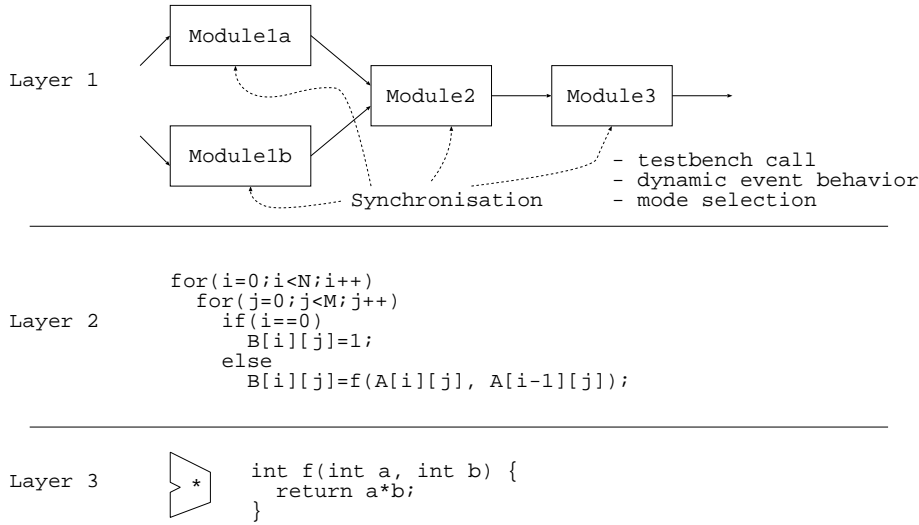 Module1a
Layer 1
Module2
Module3
Module1b
- testbench call
- dynamic event behavior
Synchronisation
- mode selection
for(i=0;i<N;i++)
for(j=0;j<M;j++)
if(i==0)
Layer 2
B[i][j]=1;
else
B[i][j]=f(A[i][j], A[i-1][j]);
Layer 3
*
int f(int a, int b) {
return a*b;
}